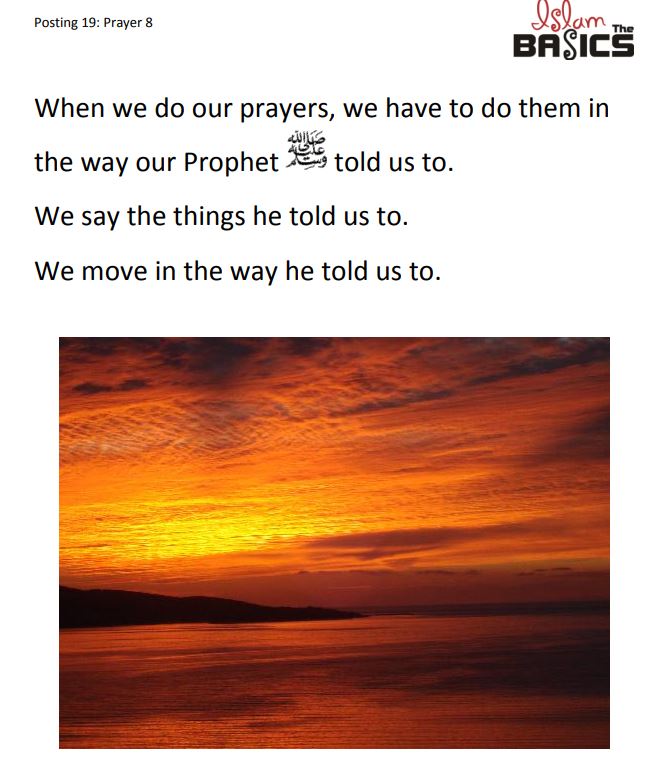 Posting 19: Prayer 8
Islam The
BASICS
When we do our prayers, we have to do them in
the way our Prophet ﷺ told us to.
We say the things he told us to.
We move in the way he told us to.